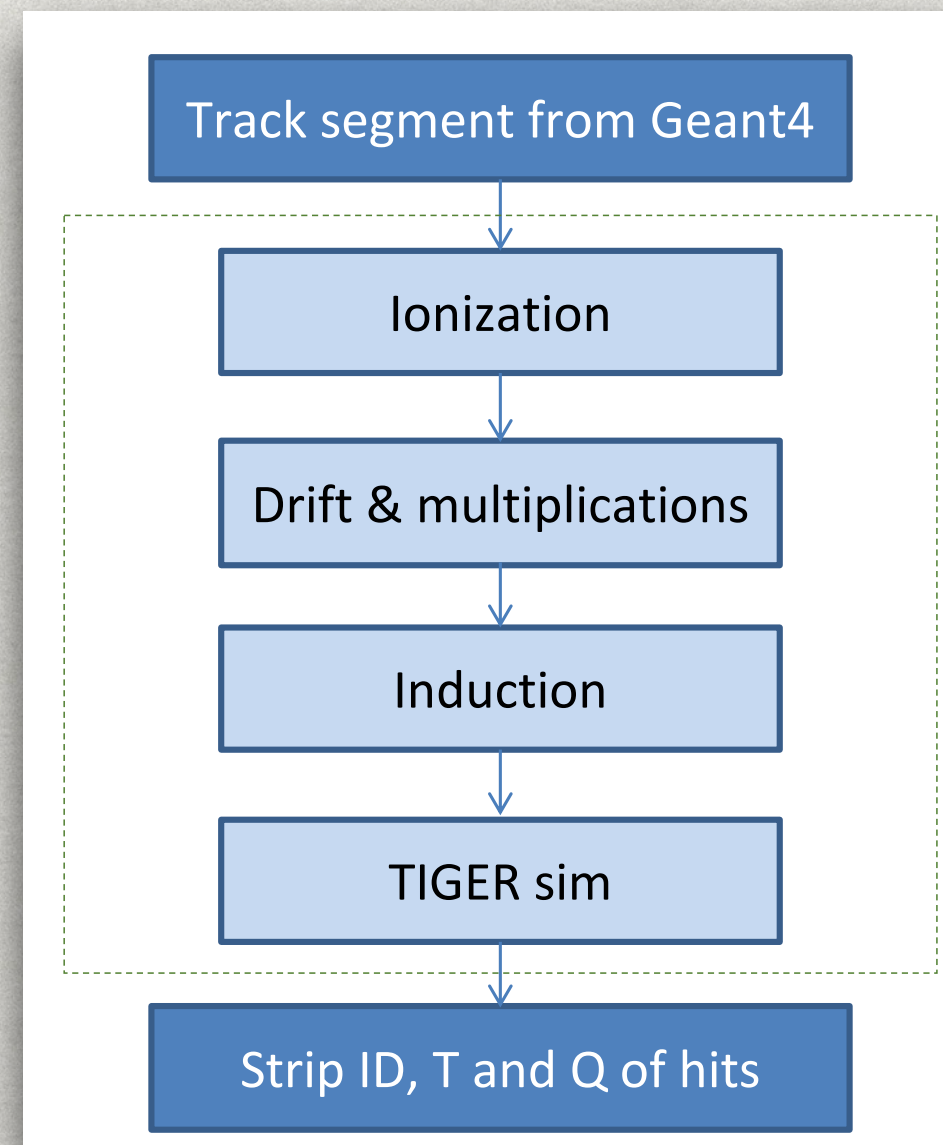 Track segment from Geant4
Ionization
Drift & multiplications
Induction
TIGER sim
Strip ID, T and Q of hits